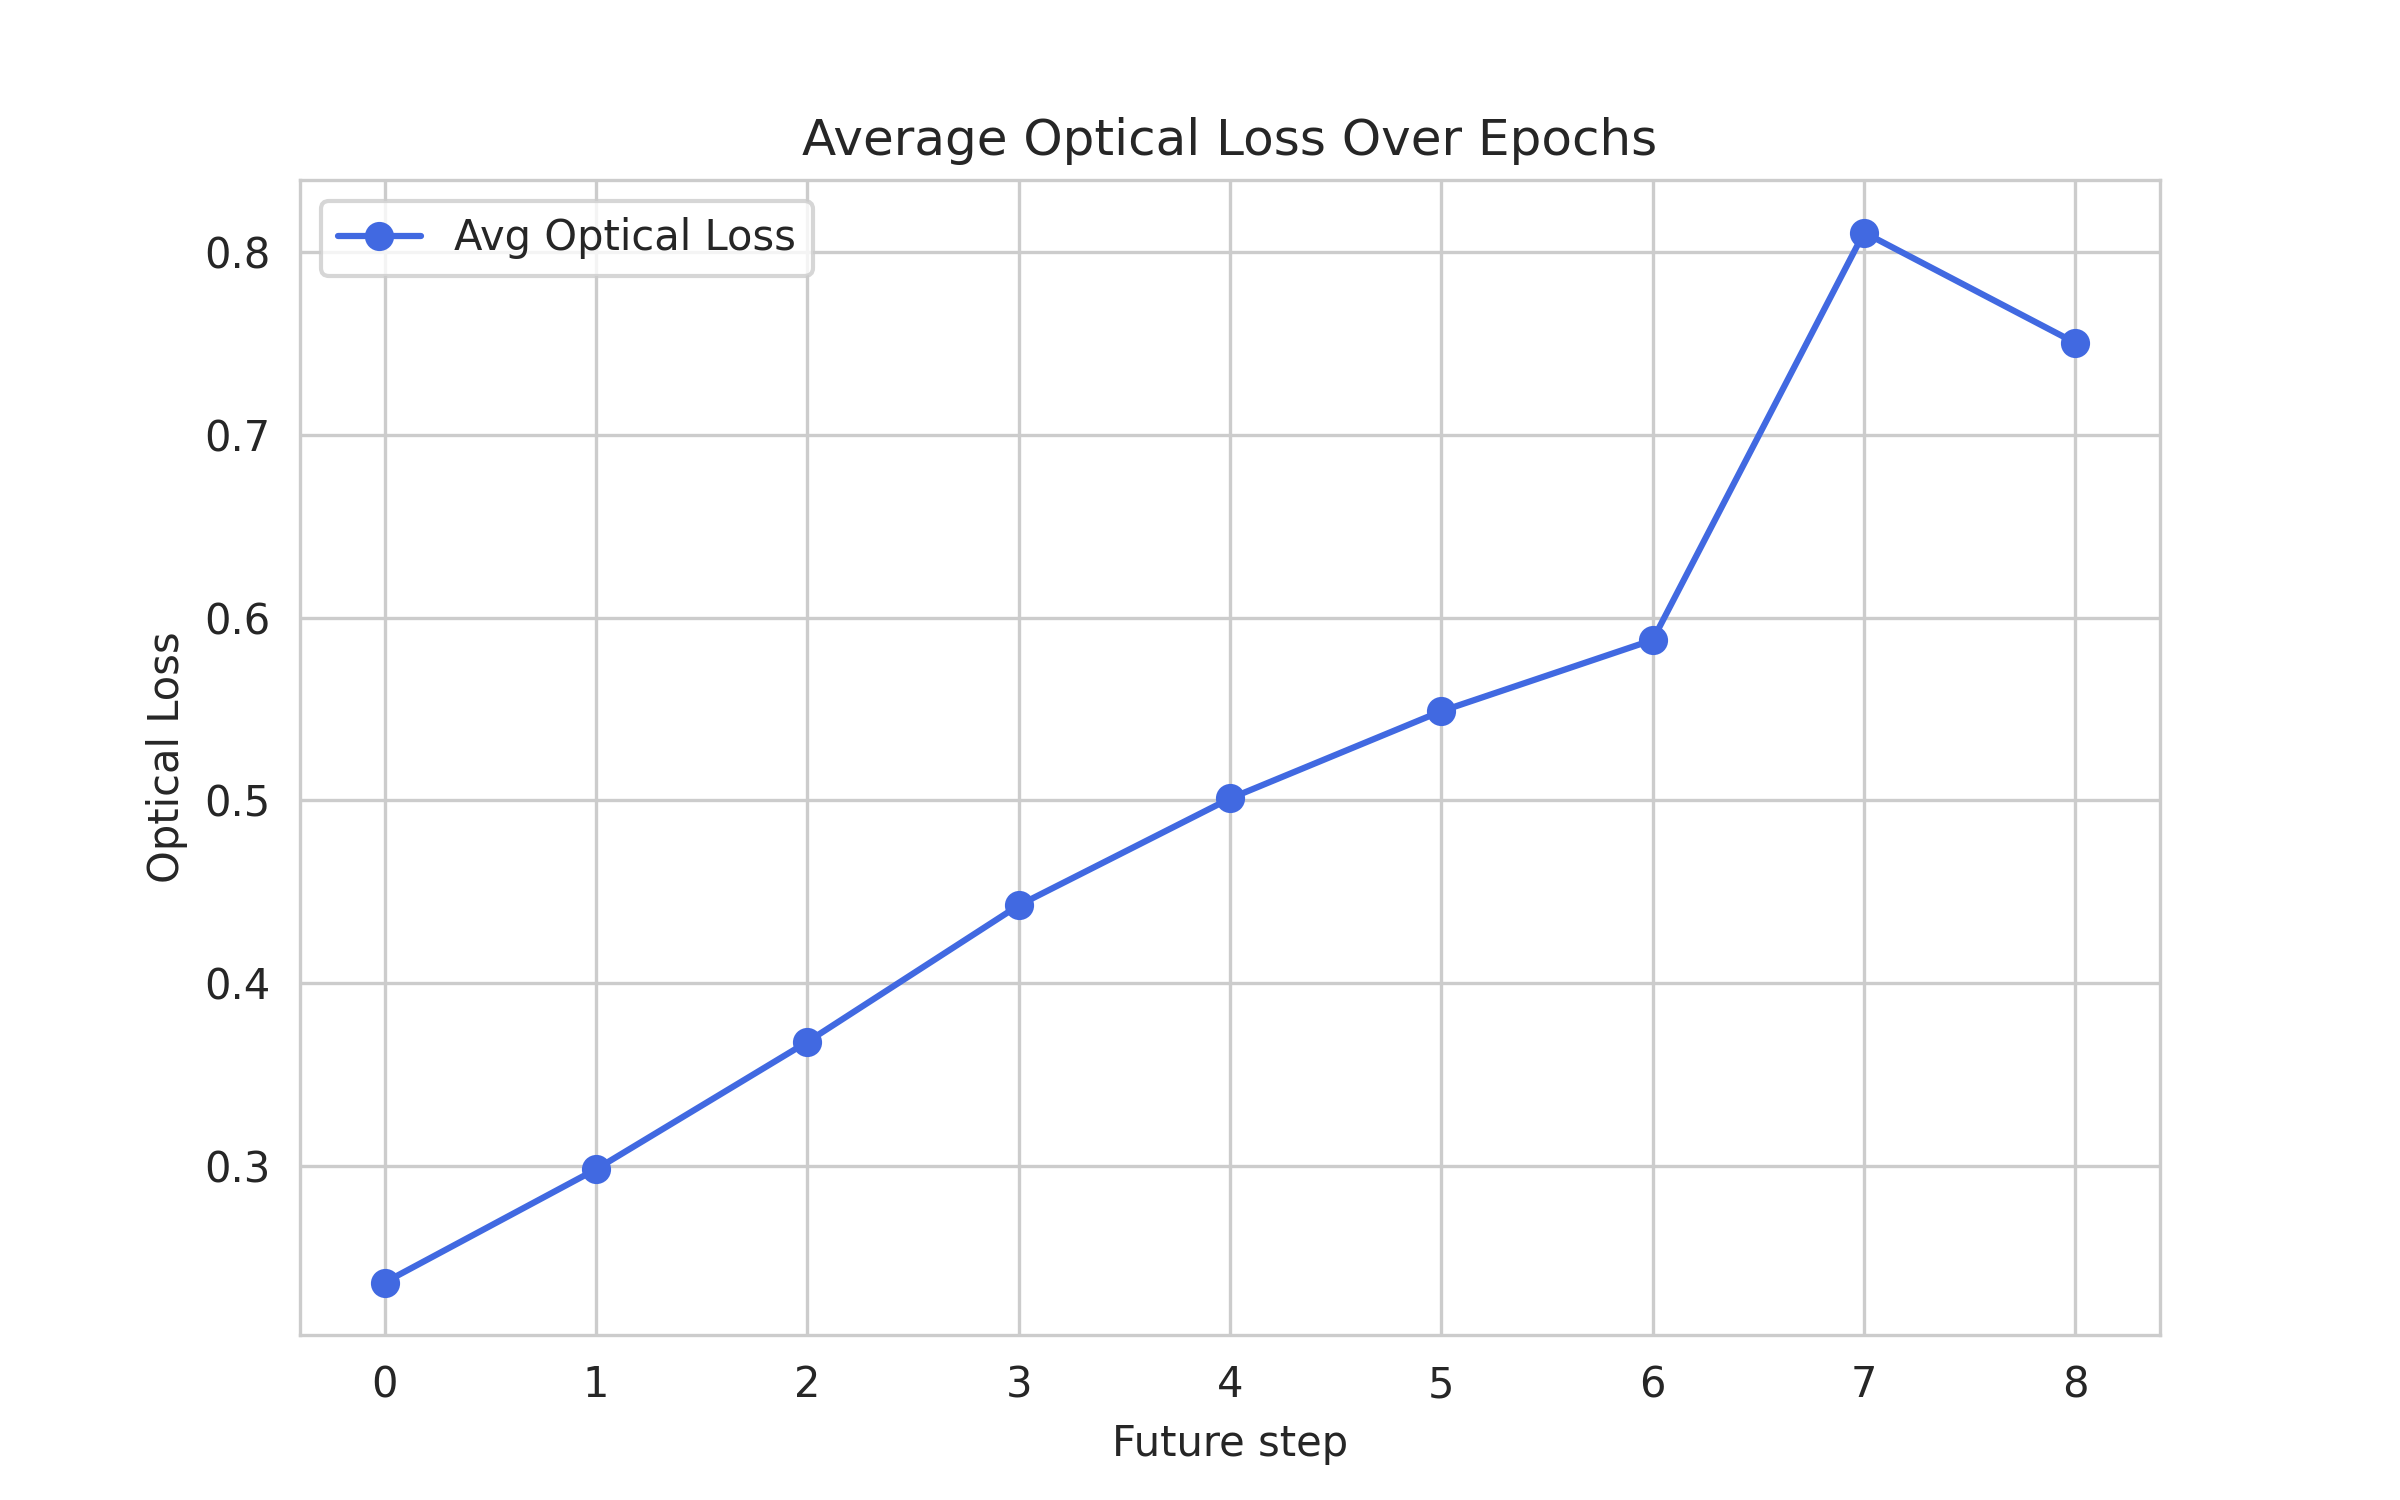 Average Optical Loss Over Epochs
Avg Optical Loss
0.8
0.7
0.6
0.5
0.4
0.3
Optical Loss
0 1 2 3 4 5 6 7 8
Future step